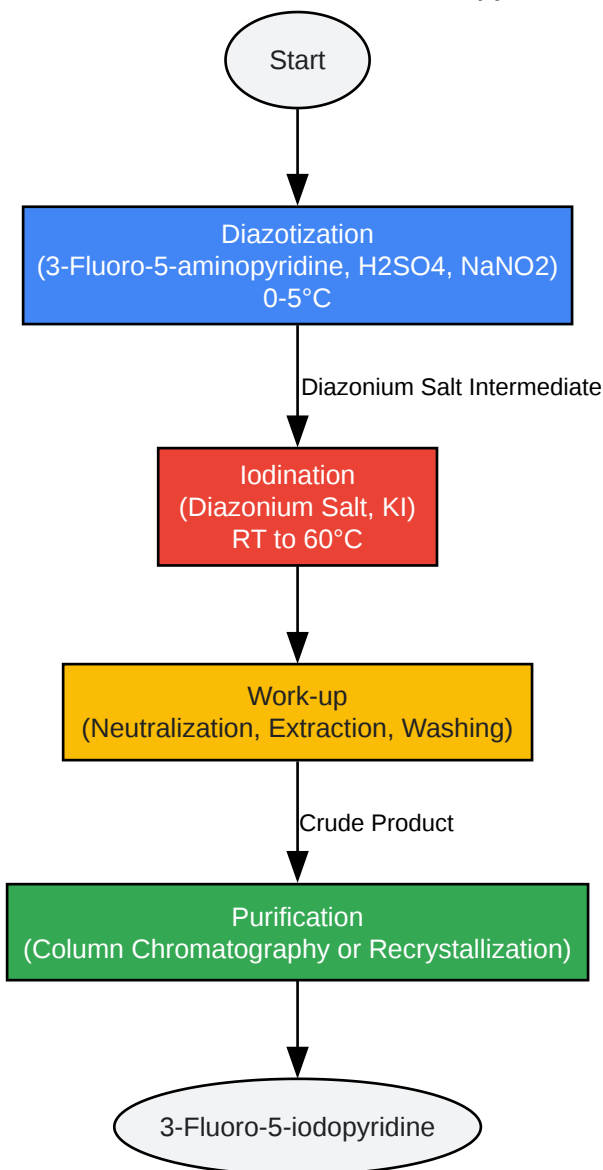 Start
Diazotization
(3-Fluoro-5-aminopyridine, H2SO4, NaNO2)
0-5°C
Diazonium Salt Intermediate
Iodination
(Diazonium Salt, KI)
RT to 60°C
Work-up
(Neutralization, Extraction, Washing)
Crude Product
Purification
(Column Chromatography or Recrystallization)
3-Fluoro-5-iodopyridine